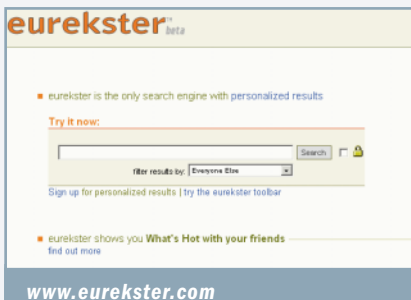 eurekster™
beta
eurekster is the only search engine with personalized results
Try it now:
Search
filter results by: Everyone Else
Sign up for personalized results | try the eurekster toolbar
eurekster shows you What's Hot with your friends
find out more
www.eurekster.com